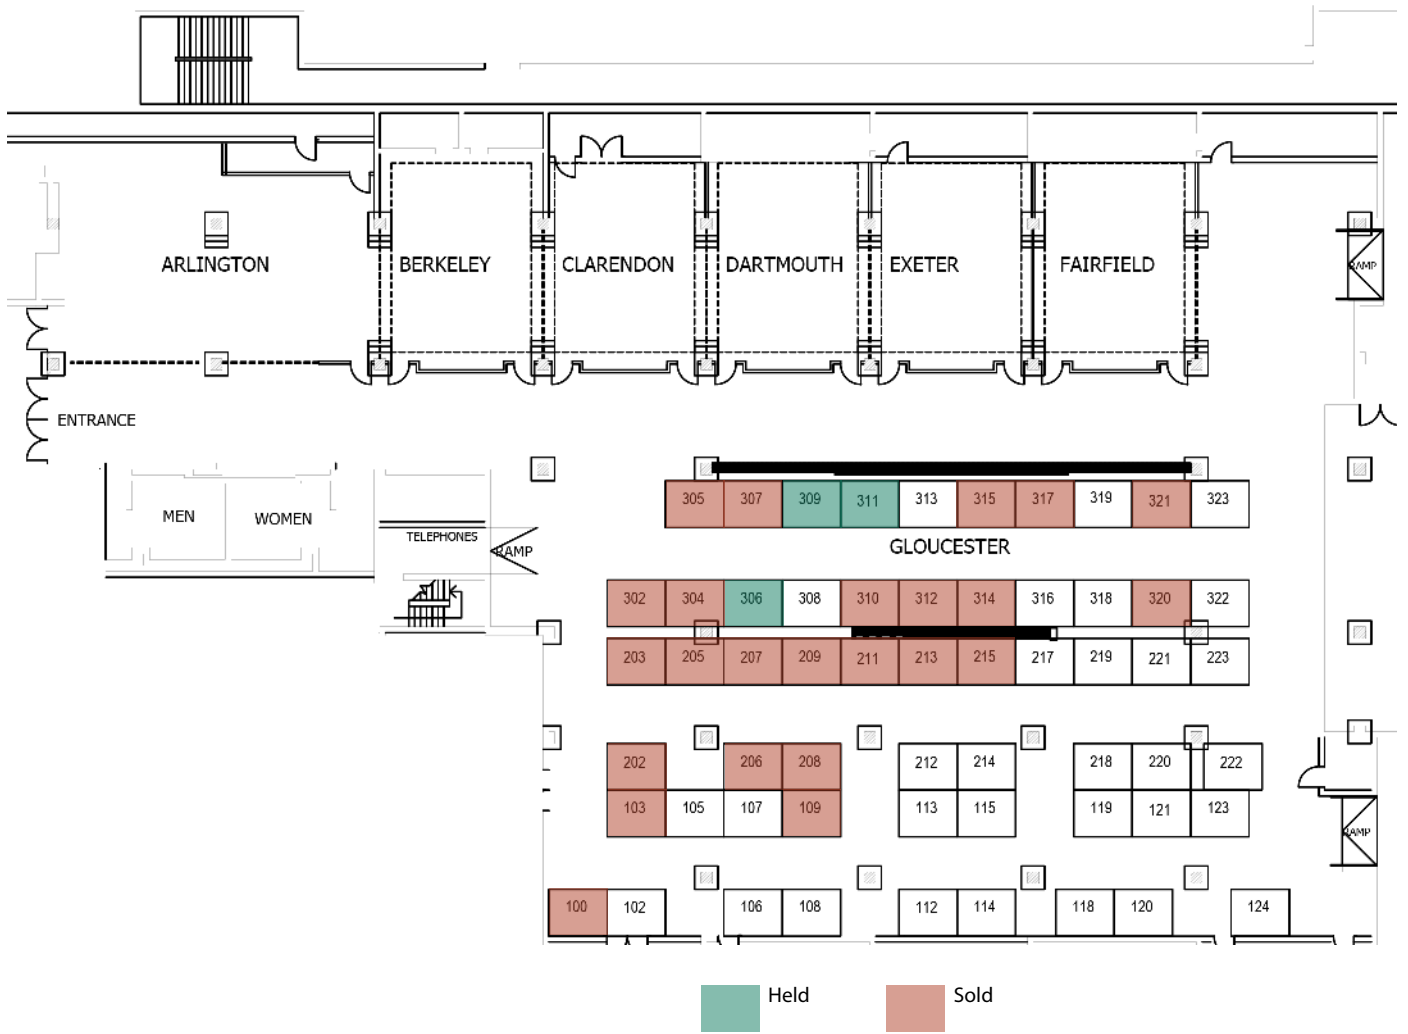 ARLINGTON BERKELEY CLARENDON DARTMOUTH EXETER FAIRFIELD RAMP
ENTRANCE
MEN WOMEN TELEPHONES RAMP
305 307 309 311 313 315 317 319 321 323
GLOUCESTER
302 304 306 308 310 312 314 316 318 320 322
203 205 207 209 211 213 215 217 219 221 223
202 206 208 212 214 218 220 222
103 105 107 109 113 115 119 121 123
RAMP
100 102 106 108 112 114 118 120 124
Held Sold